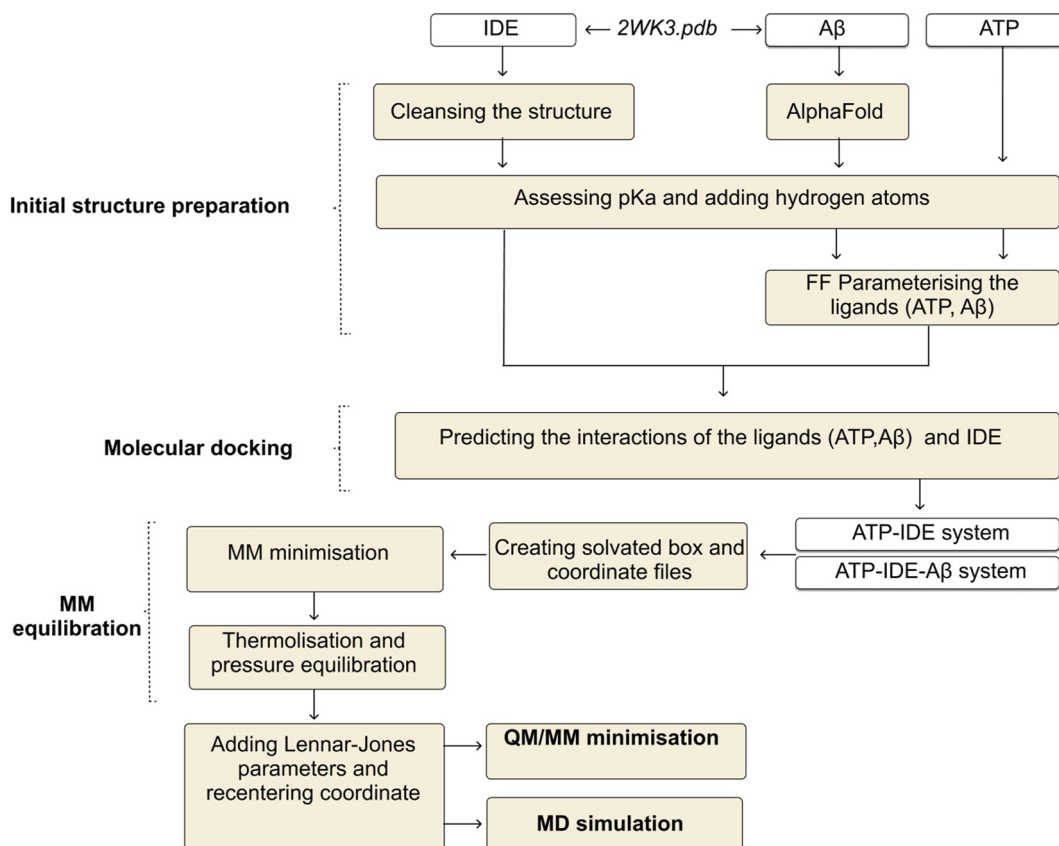 IDE
2WK3.pdb
Aβ
ATP
Cleansing the structure
AlphaFold
Initial structure preparation
Assessing pKa and adding hydrogen atoms
FF Parameterising the
ligands (ATP, Aβ)
Molecular docking
Predicting the interactions of the ligands (ATP,Aβ) and IDE
ATP-IDE system
ATP-IDE-Aβ system
Creating solvated box and
coordinate files
MM minimisation
MM
equilibration
Thermolisation and
pressure equilibration
Adding Lennar-Jones
parameters and
recentering coordinate
QM/MM minimisation
MD simulation